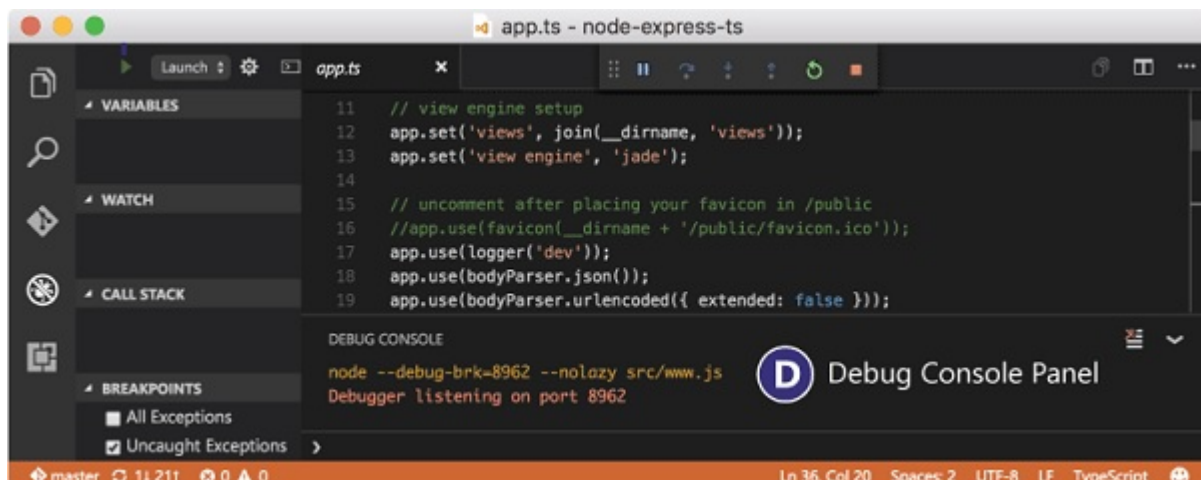 app.ts - node-express-ts
Launch
app.ts
VARIABLES
WATCH
CALL STACK
BREAKPOINTS
All Exceptions
Uncaught Exceptions
11 // view engine setup
12 app.set('views', join(__dirname, 'views'));
13 app.set('view engine', 'jade');
14
15 // uncomment after placing your favicon in /public
16 //app.use(favicon(__dirname + '/public/favicon.ico'));
17 app.use(logger('dev'));
18 app.use(bodyParser.json());
19 app.use(bodyParser.urlencoded({ extended: false }));
DEBUG CONSOLE
node --debug-brk=8962 --nolazy src/www.js
Debugger listening on port 8962
D Debug Console Panel
master 1↓ 21↑ 0 0 Ln 36, Col 20 Spaces: 2 UTF-8 LF TypeScript